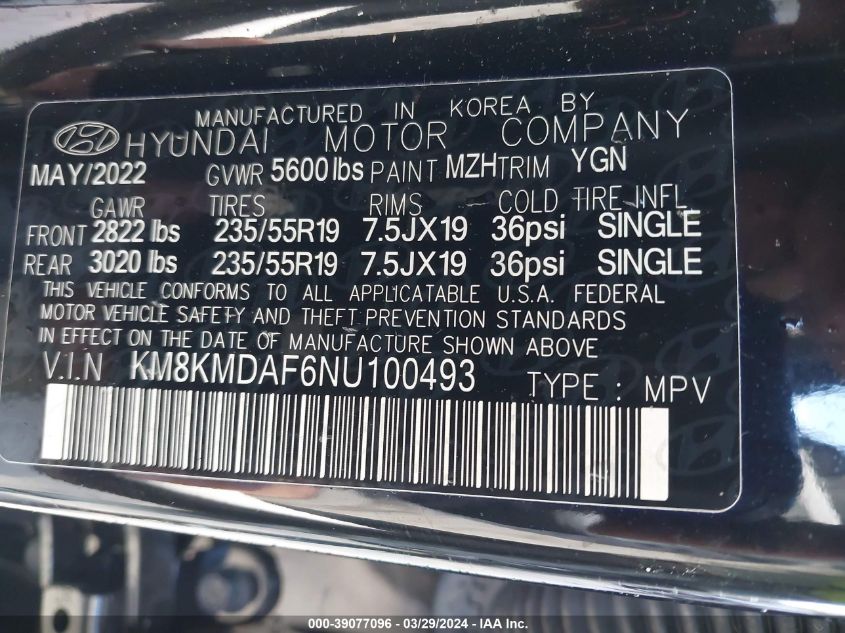 MANUFACTURED IN KOREA BY
HYUNDAI MOTOR COMPANY
MAY/2022 GVWR 5600lbs PAINT MZH TRIM YGN
GAWR TIRES RIMS COLD TIRE INFL
FRONT 2822 lbs 235/55R19 7.5JX19 36psi SINGLE
REAR 3020 lbs 235/55R19 7.5JX19 36psi SINGLE
THIS VEHICLE CONFORMS TO ALL APPLICATABLE U.S.A. FEDERAL
MOTOR VEHICLE SAFETY AND THEFT PREVENTION STANDARDS
IN EFFECT ON THE DATE OF MANUFACTURE SHOWN ABOVE
V.I.N KM8KMDAF6NU100493 TYPE : MPV
000-39077096 - 03/29/2024 - IAA Inc.